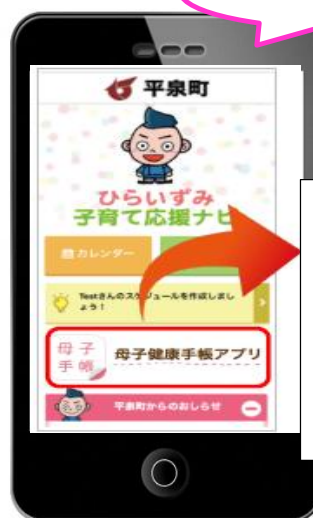 平泉町
ひらいずみ
子育て応援ナビ
カレンダー
Testさんのスケジュールを作成しまし
ょう！
母子
手帳
母子健康手帳アプリ
平泉町からのおしらせ